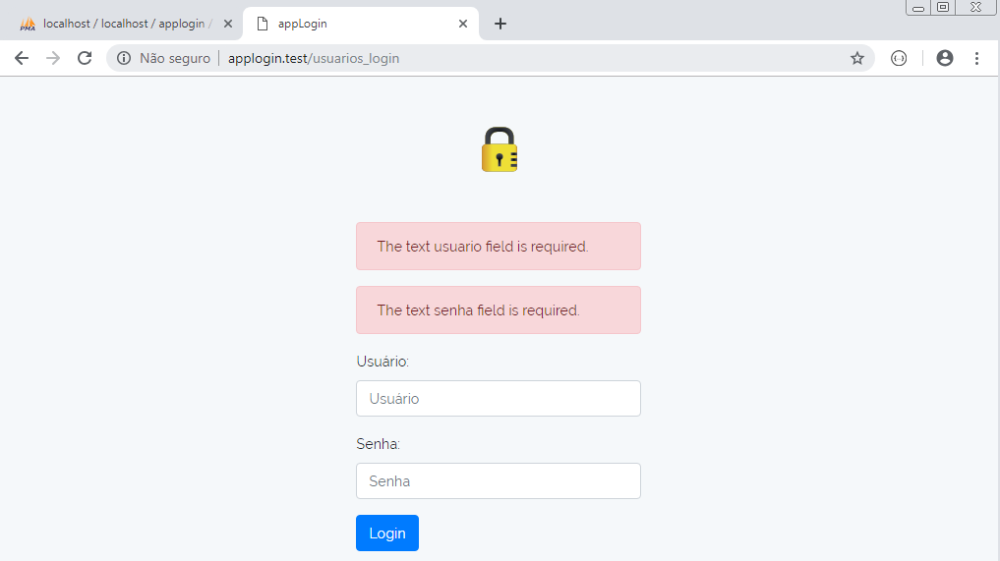 PMA localhost / localhost / applogin /
appLogin
Não seguro applogin.test/usuarios_login
The text usuario field is required.
The text senha field is required.
Usuário:
Usuário
Senha:
Senha
Login